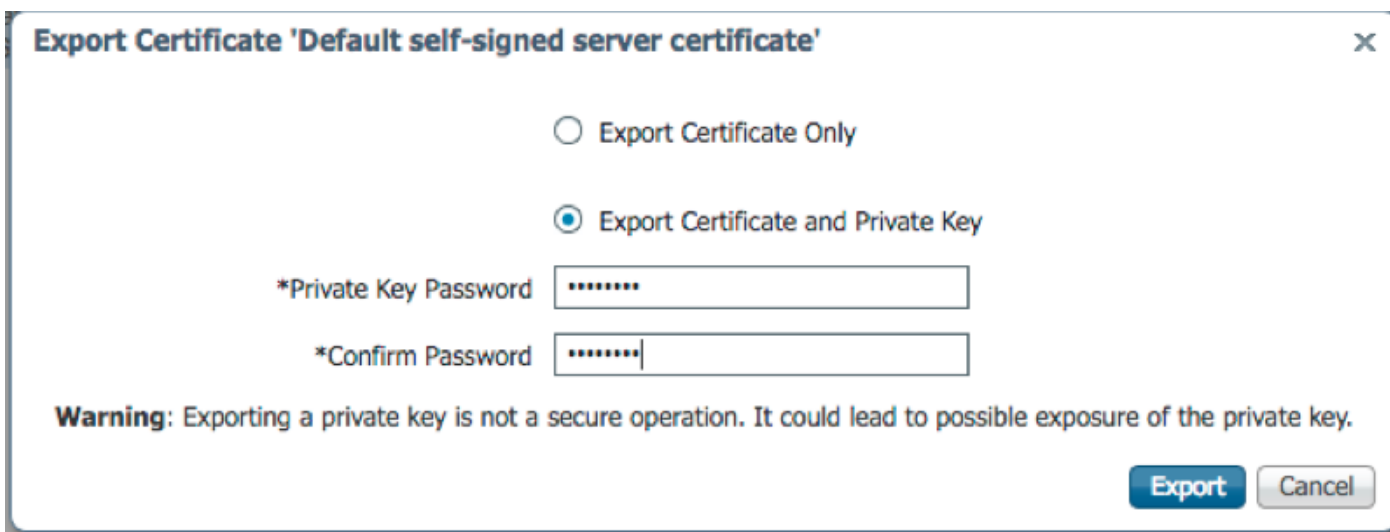 Export Certificate 'Default self-signed server certificate'
Export Certificate Only
Export Certificate and Private Key
*Private Key Password ••••••••
*Confirm Password ••••••••
Warning: Exporting a private key is not a secure operation. It could lead to possible exposure of the private key.
Export Cancel